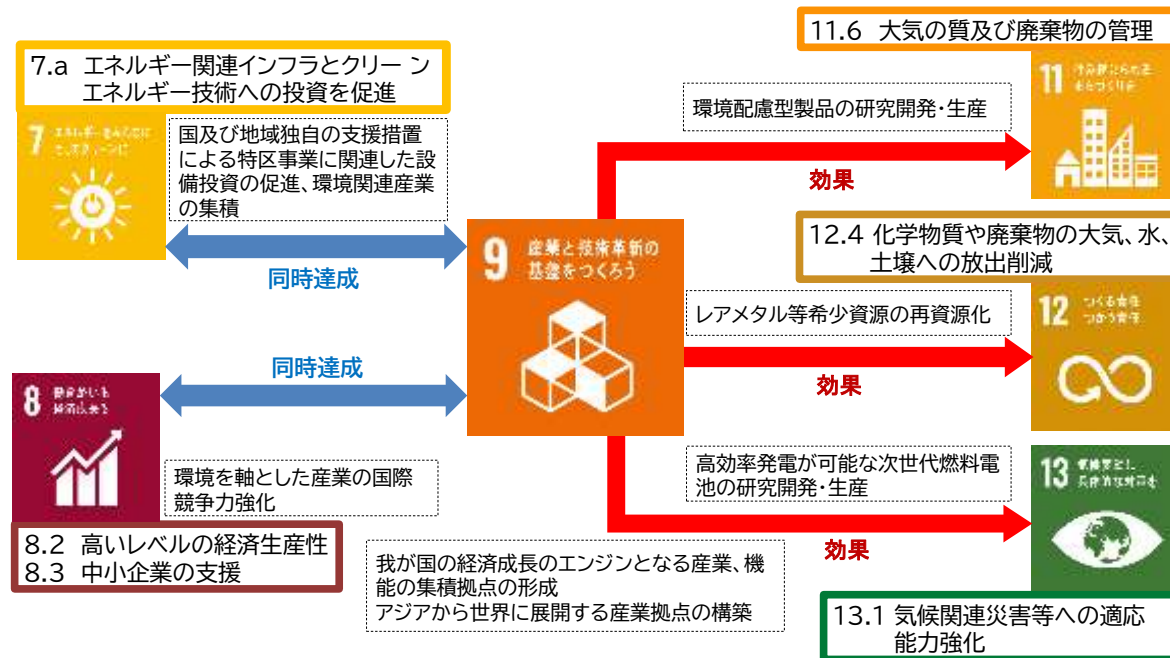 7.a エネルギー関連インフラとクリー ン
エネルギー技術への投資を促進
7
国及び地域独自の支援措置
による特区事業に関連した設
備投資の促進、環境関連産業
の集積
同時達成
同時達成
8
環境を軸とした産業の国際
競争力強化
8.2 高いレベルの経済生産性
8.3 中小企業の支援
9 産業と技術革新の
基盤をつくろう
我が国の経済成長のエンジンとなる産業、機
能の集積拠点の形成
アジアから世界に展開する産業拠点の構築
11.6 大気の質及び廃棄物の管理
11
環境配慮型製品の研究開発・生産
効果
12.4 化学物質や廃棄物の大気、水、
土壌への放出削減
12 つくる責任
つかう責任
レアメタル等希少資源の再資源化
効果
高効率発電が可能な次世代燃料電
池の研究開発・生産
13
効果
13.1 気候関連災害等への適応
能力強化